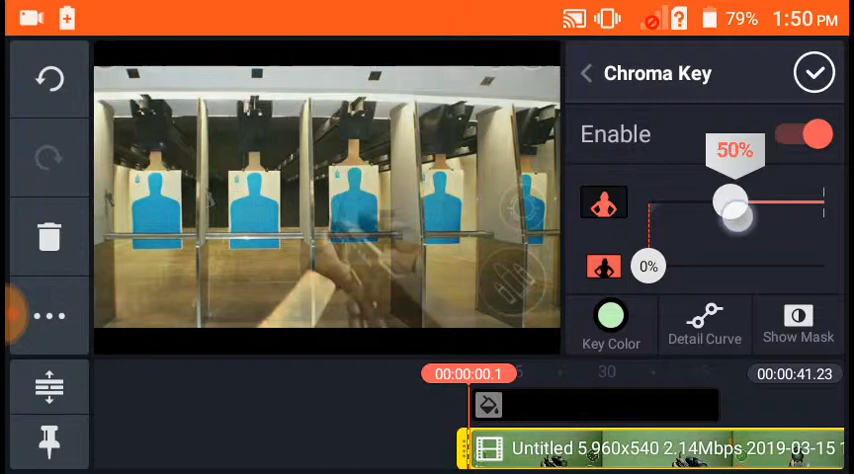 79% 1:50 PM
Chroma Key
Enable
50%
0%
Key Color
Detail Curve
Show Mask
00:00:00.1
30
00:00:41.23
Untitled 5.960x540 2.14Mbps 2019-03-15 1